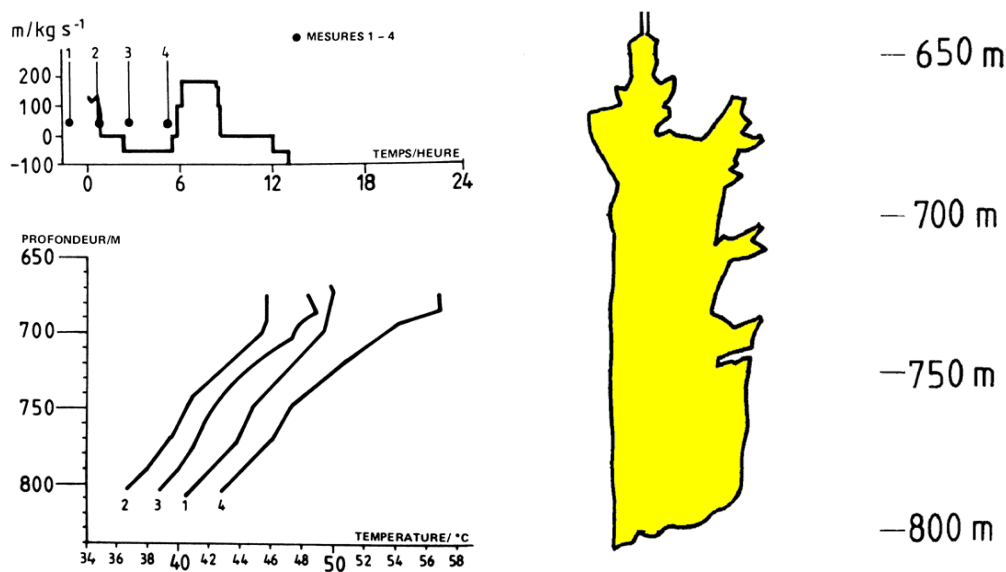 m/kg s⁻¹
● MESURES 1 – 4
1 2 3 4
200
100
0
-100
TEMPS/HEURE
0 6 12 18 24
PROFONDEUR/M
650
700
750
800
2 3 1 4
TEMPERATURE/ °C
34 36 38 40 42 44 46 48 50 52 54 56 58
— 650 m
— 700 m
— 750 m
— 800 m